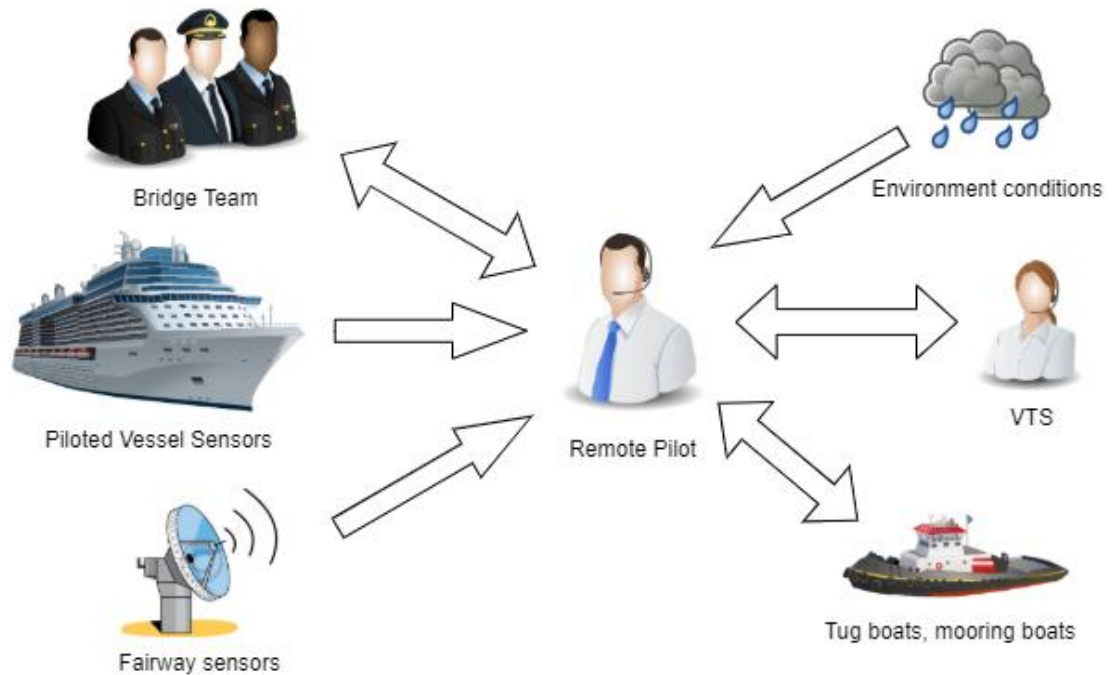 Bridge Team
Environment conditions
Piloted Vessel Sensors
Remote Pilot
VTS
Fairway sensors
Tug boats, mooring boats